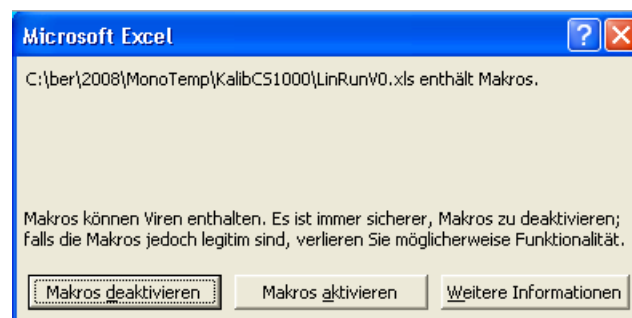 Microsoft Excel
C:\ber\2008\MonoTemp\KalibCS1000\LinRunV0.xls enthält Makros.
Makros können Viren enthalten. Es ist immer sicherer, Makros zu deaktivieren;
falls die Makros jedoch legitim sind, verlieren Sie möglicherweise Funktionalität.
Makros deaktivieren
Makros aktivieren
Weitere Informationen